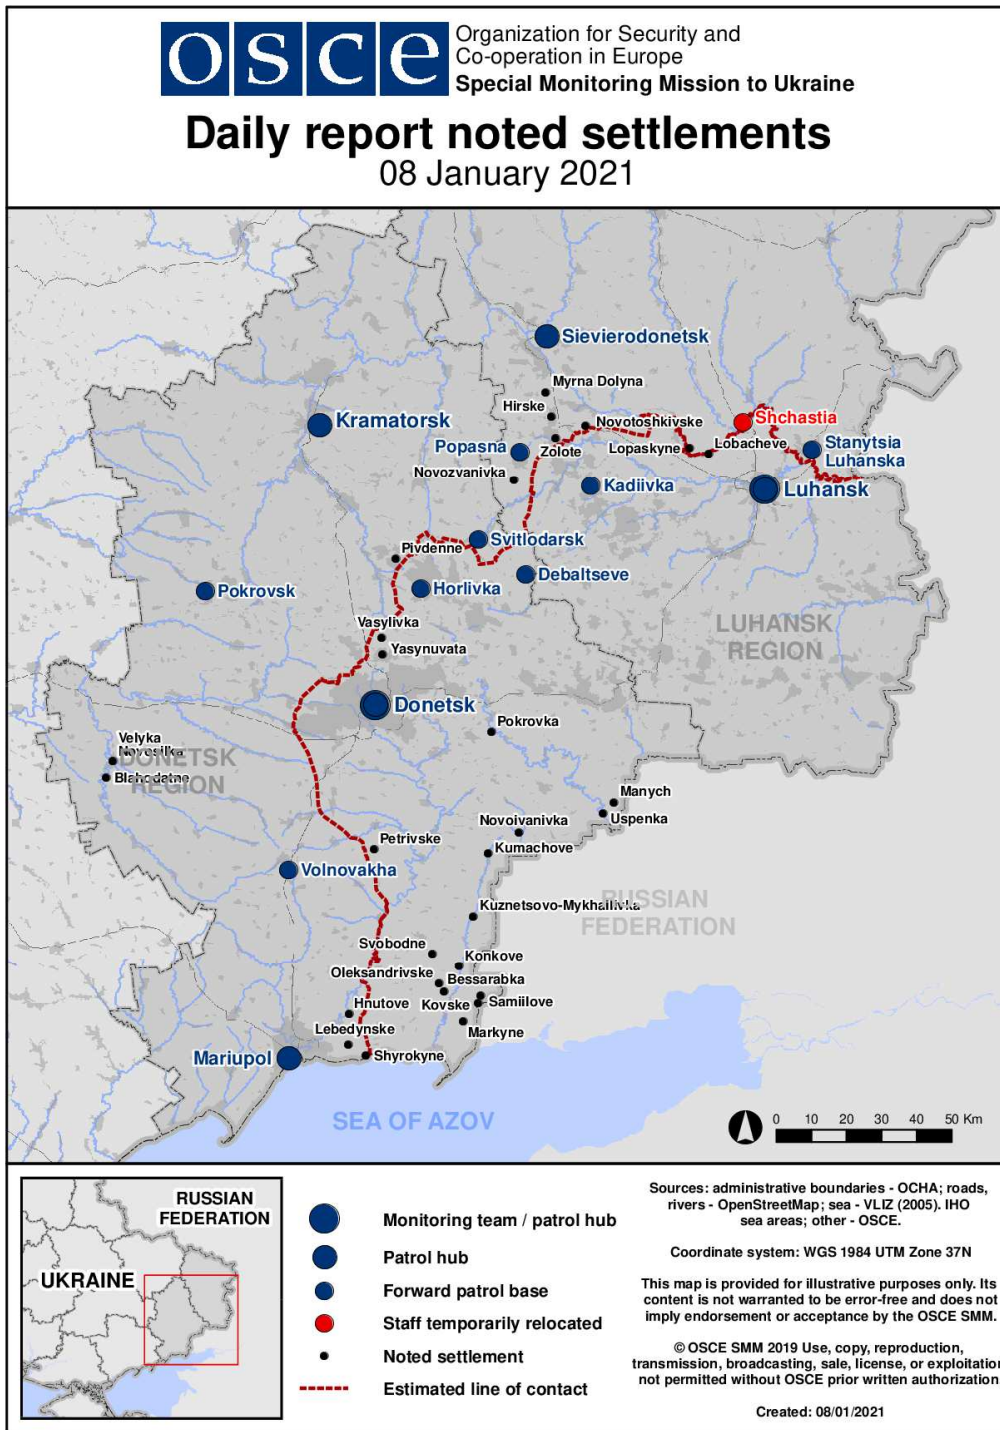 osce
Organization for Security and
Co-operation in Europe
Special Monitoring Mission to Ukraine
Daily report noted settlements
08 January 2021
Sievierodonetsk
Myrna Dolyna
Hirske
Kramatorsk
Novotoshkivske
Shchastia
Popasna
Zolote
Lopaskyne
Lobacheve
Stanytsia
Luhanska
Novozvanivka
Kadiivka
Luhansk
Svitlodarsk
Pivdenne
Debaltseve
Pokrovsk
Horlivka
Vasylivka
LUHANSK
REGION
Yasynuvata
Donetsk
Pokrovka
Velyka
Novosilka
DONETSK
REGION
Blahodatne
Manych
Uspenka
Novoivanivka
Petrivske
Kumachove
Volnovakha
Kuznetsovo-Mykhailivka
RUSSIAN
FEDERATION
Svobodne
Konkove
Oleksandrivske
Bessarabka
Hnutove
Kovske
Samiilove
Lebedynske
Markyne
Mariupol
Shyrokyne
SEA OF AZOV
0 10 20 30 40 50 Km
RUSSIAN
FEDERATION
UKRAINE
Monitoring team / patrol hub
Patrol hub
Forward patrol base
Staff temporarily relocated
Noted settlement
Estimated line of contact
Sources: administrative boundaries - OCHA; roads,
rivers - OpenStreetMap; sea - VLIZ (2005). IHO
sea areas; other - OSCE.
Coordinate system: WGS 1984 UTM Zone 37N
This map is provided for illustrative purposes only. Its
content is not warranted to be error-free and does not
imply endorsement or acceptance by the OSCE SMM.
© OSCE SMM 2019 Use, copy, reproduction,
transmission, broadcasting, sale, license, or exploitation
not permitted without OSCE prior written authorization
Created: 08/01/2021